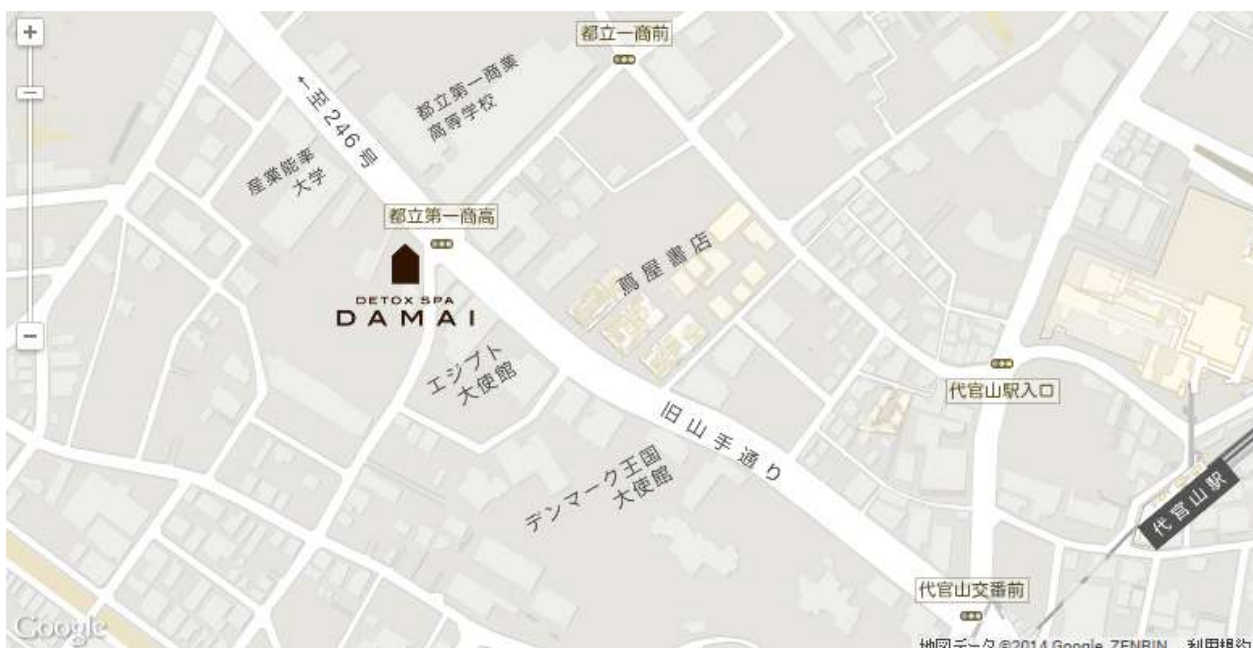 都立一商前
都立第一商業
高等学校
←至246号
産業能率
大学
都立第一商高
蔦屋書店
DETOX SPA
DAMAI
エジプト
大使館
代官山駅入口
旧山手通り
デンマーク王国
大使館
代官山駅
代官山交番前
Google
地図データ ©2014 Google, ZENRIN
利用規約